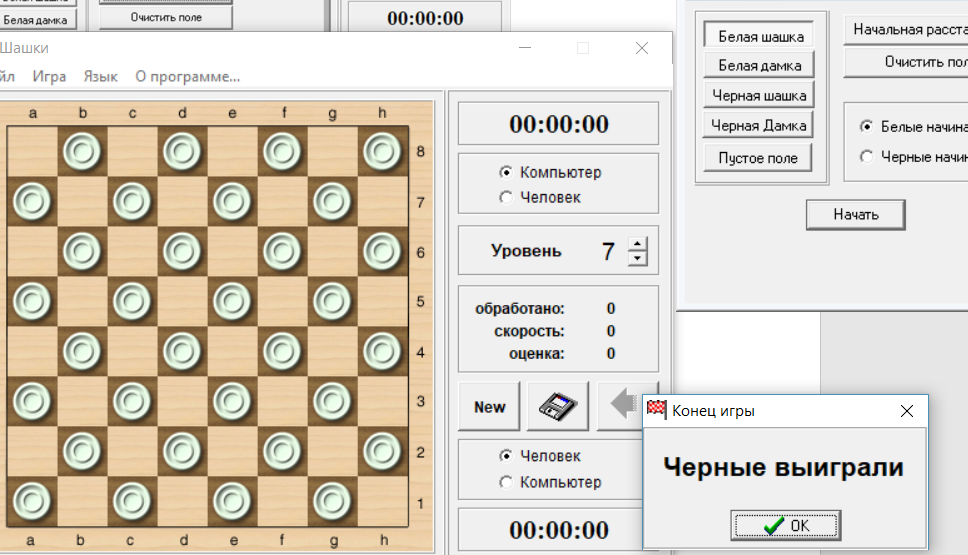 Белая дамка
Очистить поле
00:00:00
Шашки
Игра Язык О программе...
a b c d e f g h
8
7
6
5
4
3
2
1
a b c d e f g h
00:00:00
Компьютер
Человек
Уровень 7
обработано: 0
скорость: 0
оценка: 0
New
Человек
Компьютер
00:00:00
Белая шашка
Белая дамка
Черная шашка
Черная Дамка
Пустое поле
Начальная расста
Очистить пол
Белые начина
Черные начин
Начать
Конец игры
Черные выиграли
OK